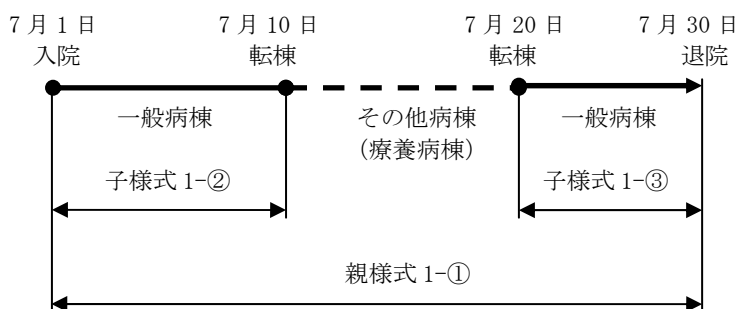 7月1日 7月10日 7月20日 7月30日
入院 転棟 転棟 退院
一般病棟 その他病棟 一般病棟
(療養病棟)
子様式 1-② 子様式 1-③
親様式 1-①